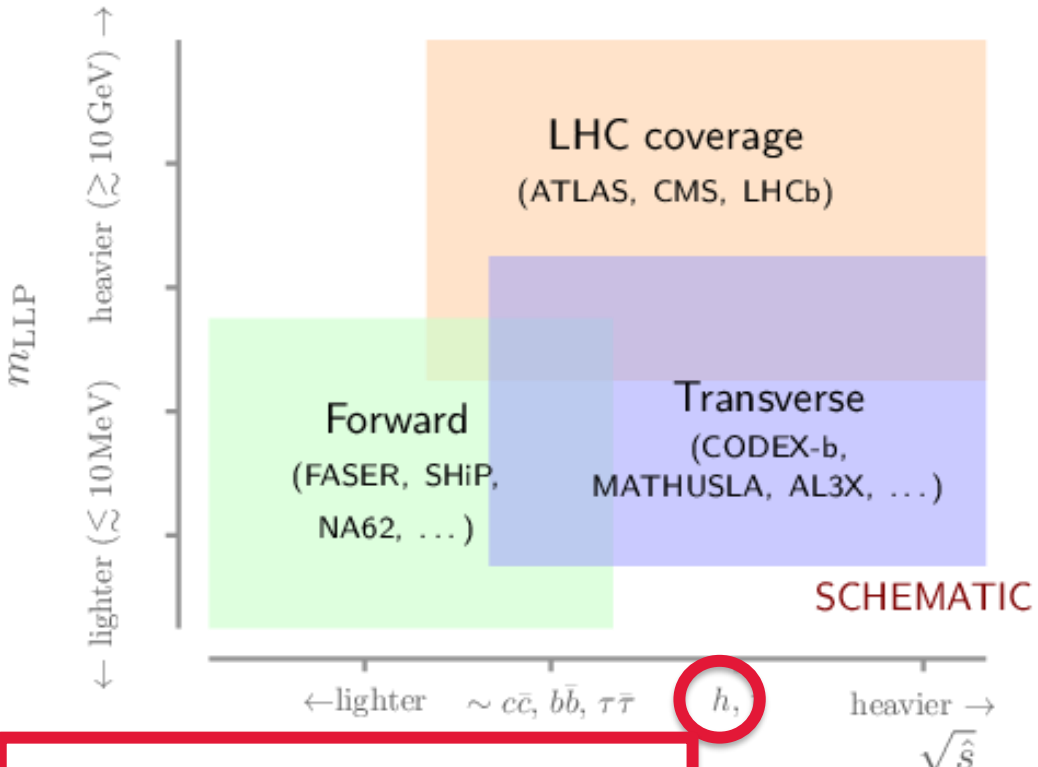 m_LLP
← lighter (≲ 10 MeV)
heavier (≳ 10 GeV) →
LHC coverage
(ATLAS, CMS, LHCb)
Forward
(FASER, SHiP,
NA62, ...)
Transverse
(CODEX-b,
MATHUSLA, AL3X, ...)
SCHEMATIC
←lighter
∼ cc̄, bb̄, ττ̄
h,
heavier →
√ŝ